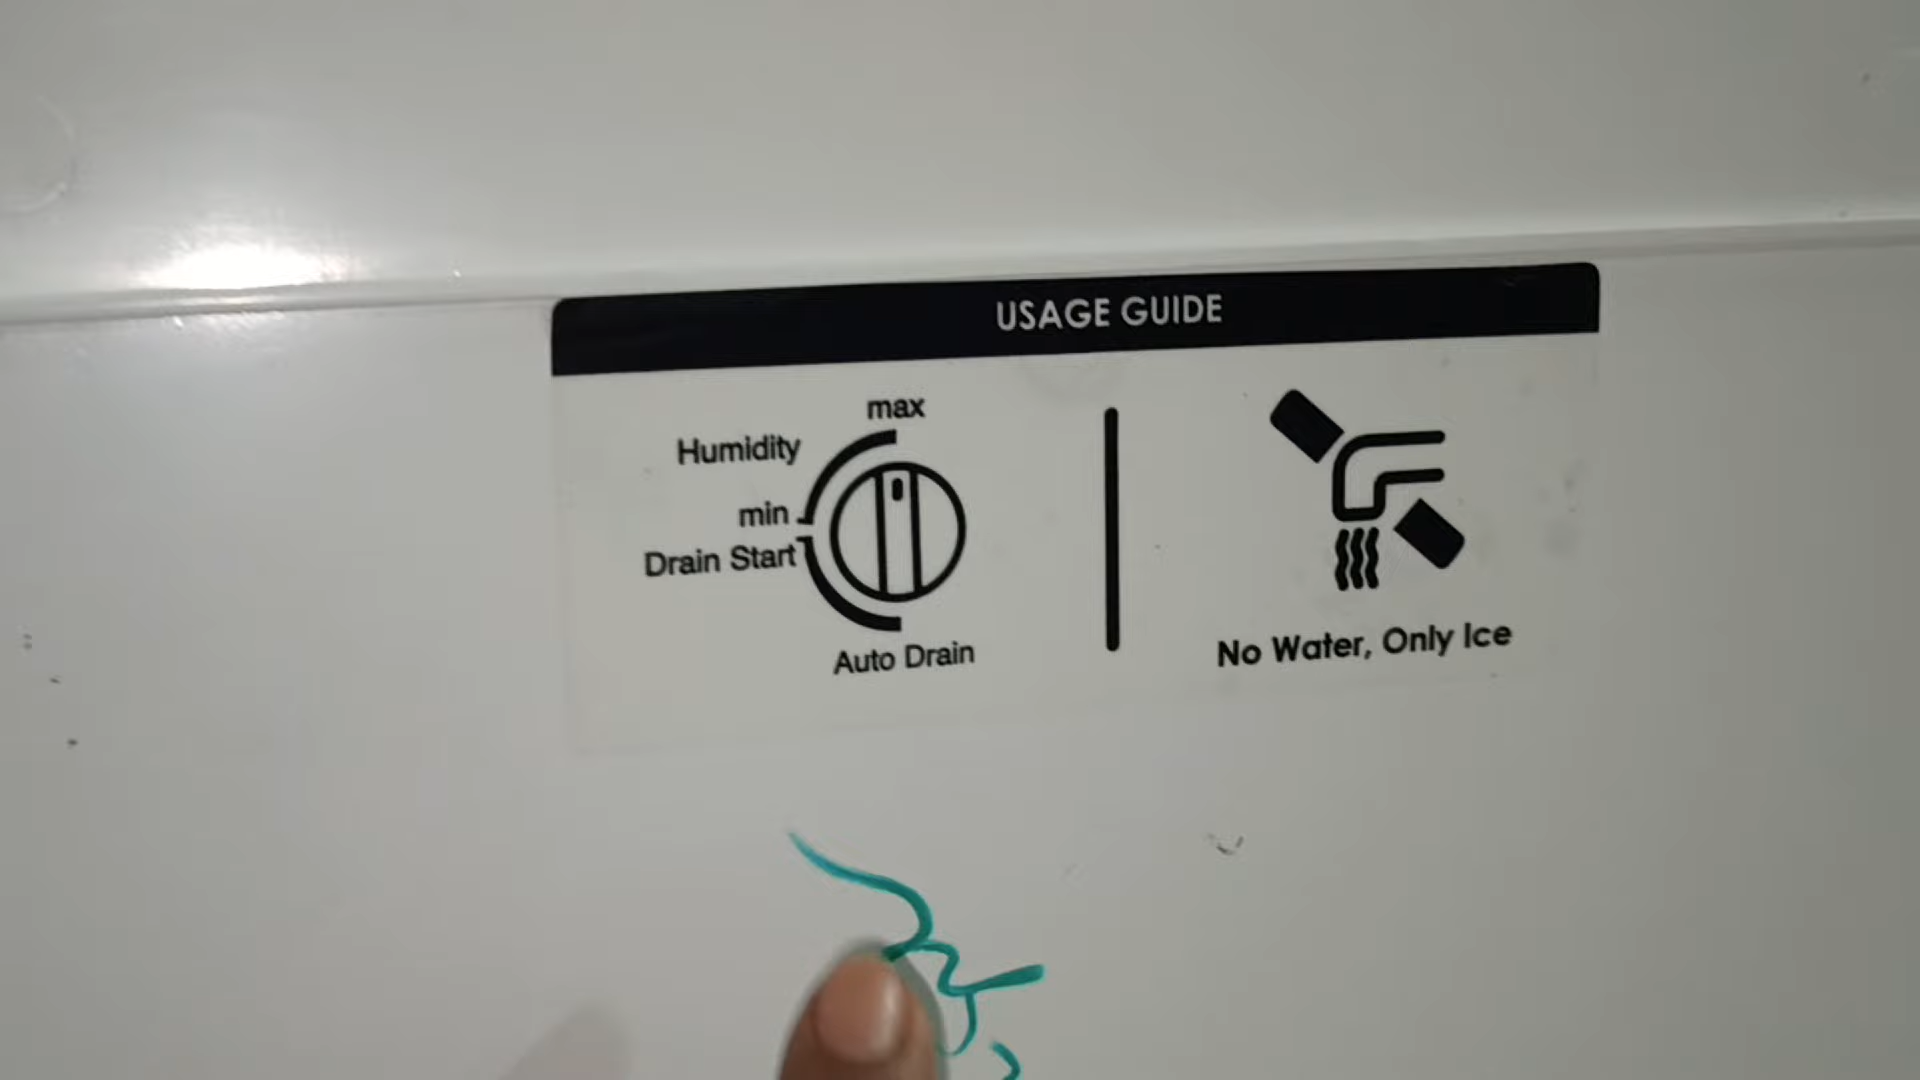 USAGE GUIDE
max
Humidity
min
Drain Start
Auto Drain
No Water, Only Ice